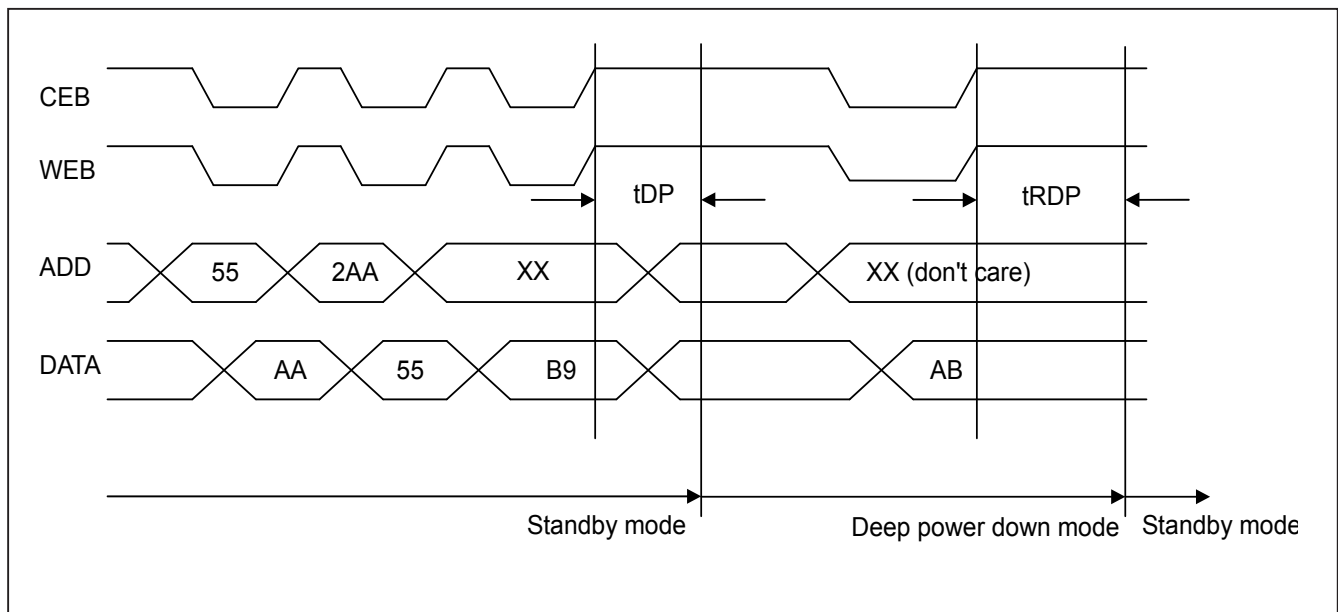 CEB
WEB
tDP
tRDP
ADD
55
2AA
XX
XX (don't care)
DATA
AA
55
B9
AB
Standby mode
Deep power down mode
Standby mode